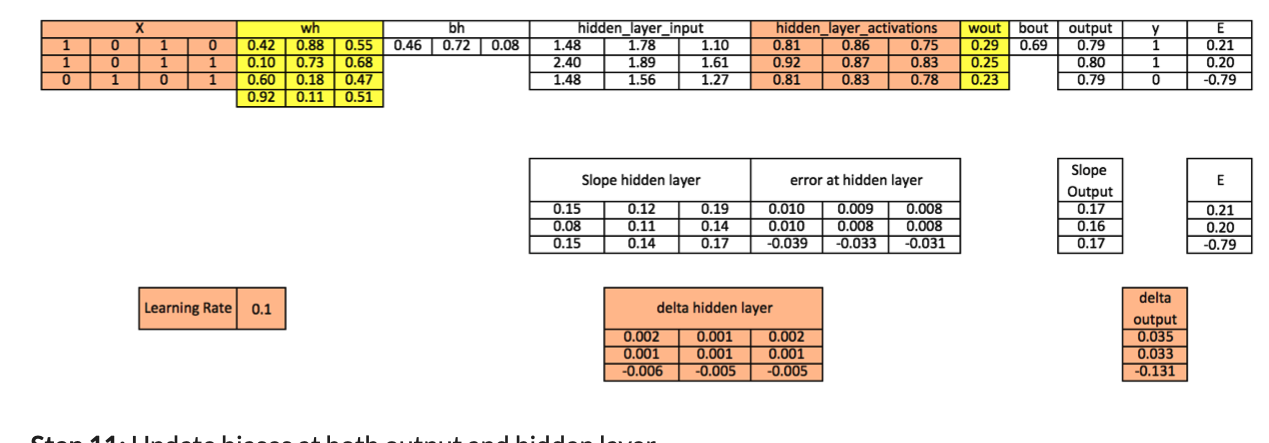 X wh bh hidden_layer_input hidden_layer_activations wout bout output y E
1 0 1 0 0.42 0.88 0.55 0.46 0.72 0.08 1.48 1.78 1.10 0.81 0.86 0.75 0.29 0.69 0.79 1 0.21
1 0 1 1 0.10 0.73 0.68 2.40 1.89 1.61 0.92 0.87 0.83 0.25 0.80 1 0.20
0 1 0 1 0.60 0.18 0.47 1.48 1.56 1.27 0.81 0.83 0.78 0.23 0.79 0 -0.79
0.92 0.11 0.51
Slope hidden layer error at hidden layer Slope Output E
0.15 0.12 0.19 0.010 0.009 0.008 0.17 0.21
0.08 0.11 0.14 0.010 0.008 0.008 0.16 0.20
0.15 0.14 0.17 -0.039 -0.033 -0.031 0.17 -0.79
Learning Rate 0.1 delta hidden layer delta output
0.002 0.001 0.002 0.035
0.001 0.001 0.001 0.033
-0.006 -0.005 -0.005 -0.131
Step 11: Update biases at both output and hidden layer